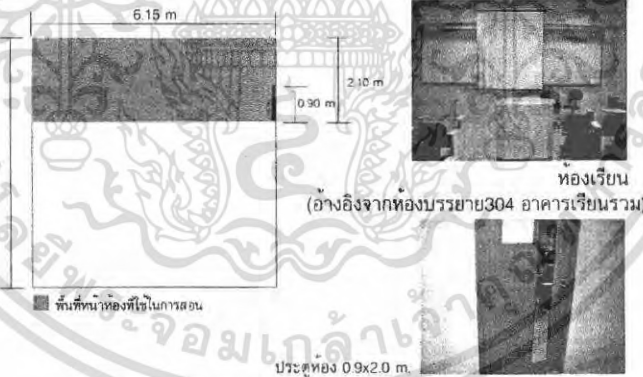 6.15 m
2.10 m
0.90 m
ห้องเรียน
(อ้างอิงจากห้องบรรยาย304 อาคารเรียนรวม)
พื้นที่หน้าห้องที่ใช้ในการสอน
ประตูห้อง 0.9x2.0 m.